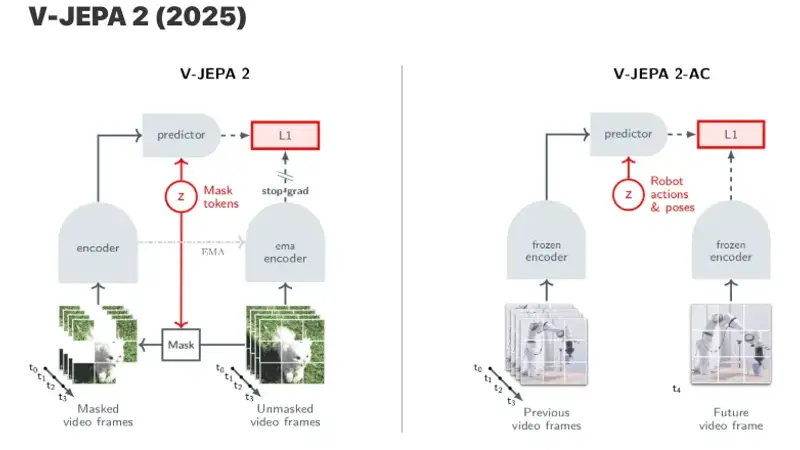 V-JEPA 2 (2025)
V-JEPA 2
predictor
L1
Z
Mask
tokens
stop-grad
encoder
EMA
ema
encoder
Mask
t0
t1
t2
t3
Masked
video frames
t0
t1
t2
t3
Unmasked
video frames
V-JEPA 2-AC
predictor
L1
Z
Robot
actions
& poses
frozen
encoder
frozen
encoder
t0
t1
t2
t3
Previous
video frames
t4
Future
video frame